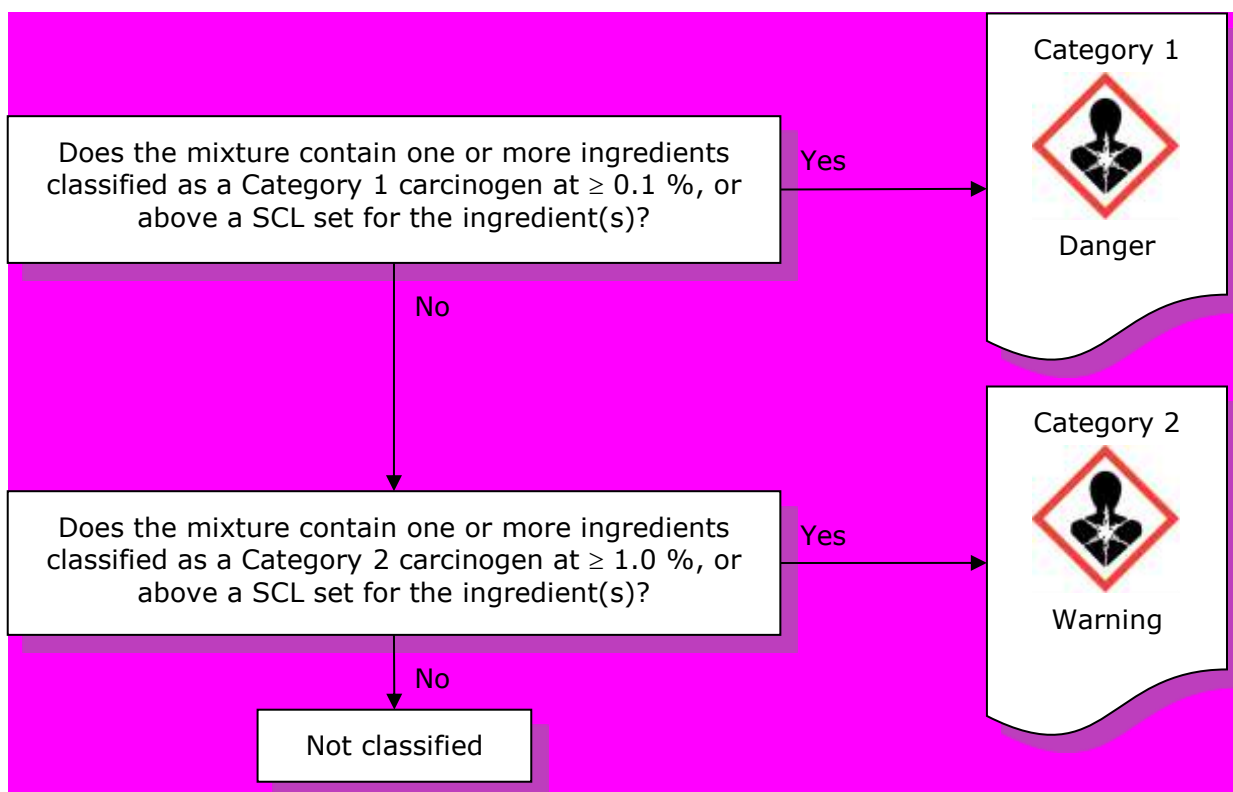 Category 1
Does the mixture contain one or more ingredients
classified as a Category 1 carcinogen at ≥ 0.1 %, or
above a SCL set for the ingredient(s)?
Yes
Danger
No
Category 2
Does the mixture contain one or more ingredients
classified as a Category 2 carcinogen at ≥ 1.0 %, or
above a SCL set for the ingredient(s)?
Yes
Warning
No
Not classified